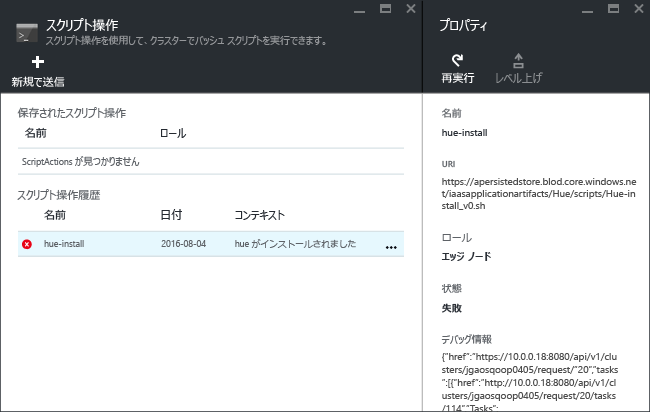 スクリプト操作
スクリプト操作を使用して、クラスターでバッシュ スクリプトを実行できます。
新規で送信
保存されたスクリプト操作
名前 ロール
ScriptActions が見つかりません
スクリプト操作履歴
名前 日付 コンテキスト
hue-install 2016-08-04 hue がインストールされました
プロパティ
再実行 レベル上げ
名前
hue-install
URI
https://apersistedstore.blod.core.windows.ne
t/iaasapplicationartifacts/Hue/scripts/Hue-in
stall_v0.sh
ロール
エッジ ノード
状態
失敗
デバッグ情報
{"href":"https://10.0.0.18:8080/api/v1/clu
sters/jgaosqoop0405/request/"20","tasks"
:[{"href":"http://10.0.0.18:8080/api/v1/cl
usters/jgaosqoop0405/request/20/tasks
/114","Tasks":